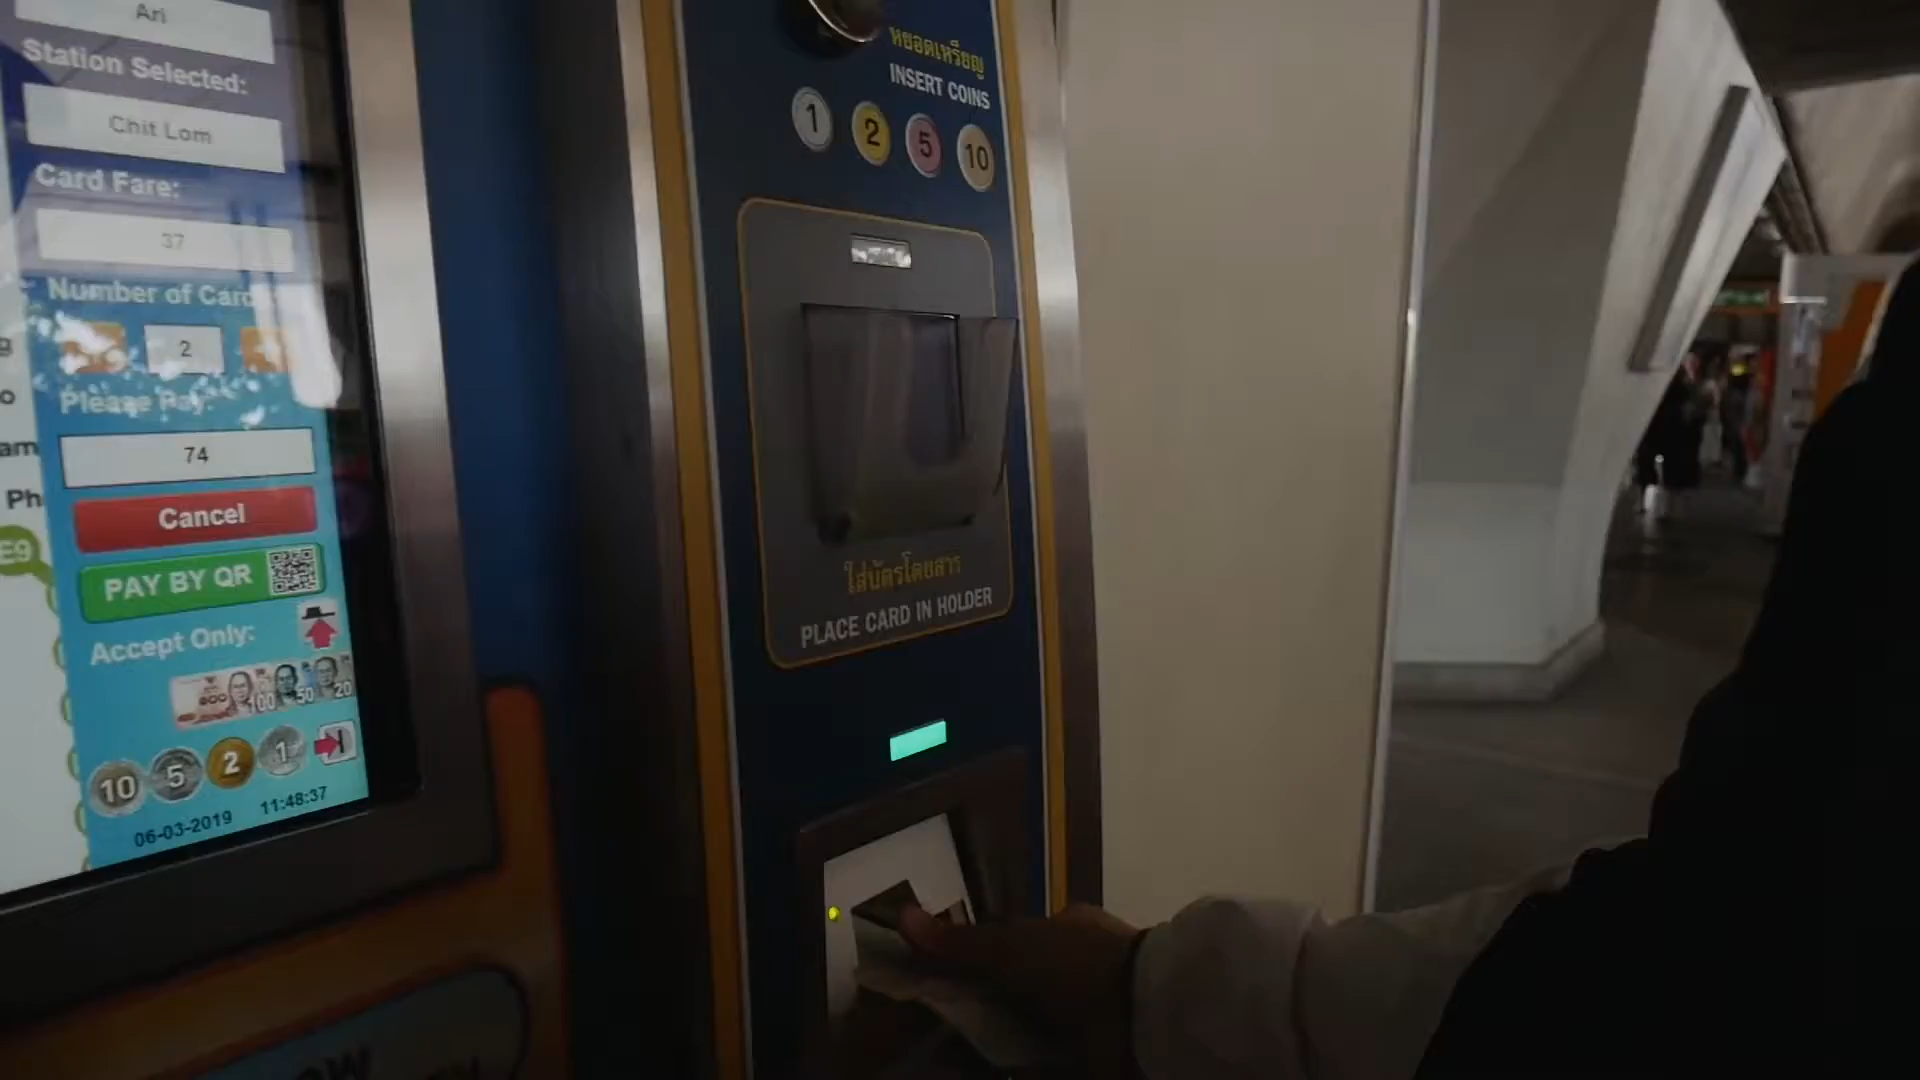 Ari
Station Selected:
Chit Lom
Card Fare:
37
Number of Card
2
Please Pay:
74
Cancel
PAY BY QR
Accept Only:
100 50 20
10 5 2 1
06-03-2019 11:48:37
am
Ph
E9
หยอดเหรียญ
INSERT COINS
1 2 5 10
ใส่บัตรโดยสาร
PLACE CARD IN HOLDER